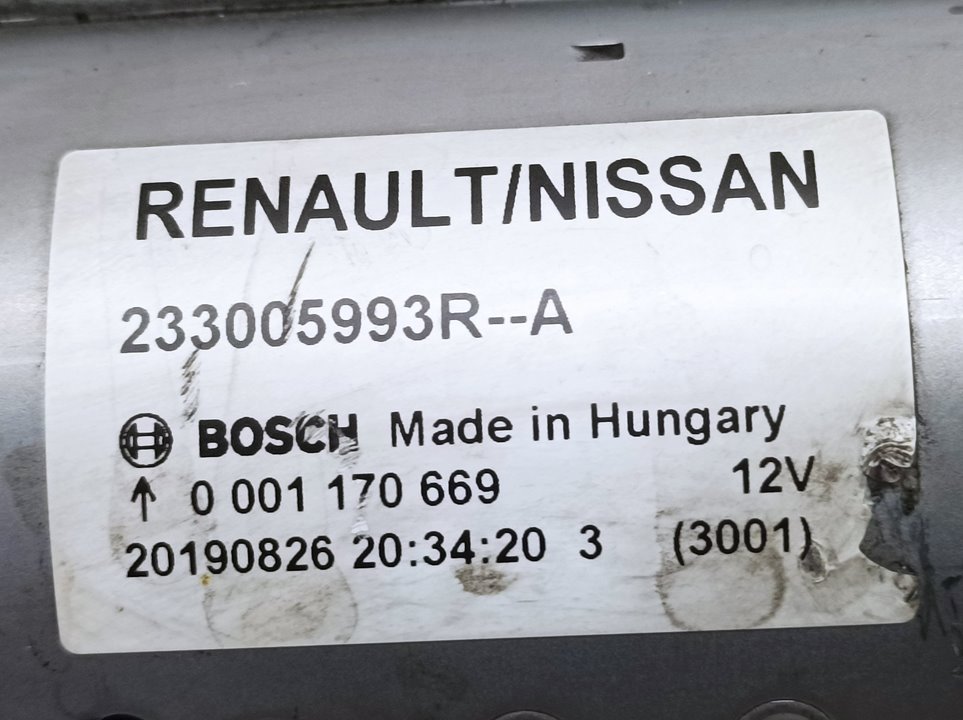 RENAULT/NISSAN
233005993R--A
BOSCH Made in Hungary
↑ 0 001 170 669 12V
20190826 20:34:20 3 (3001)